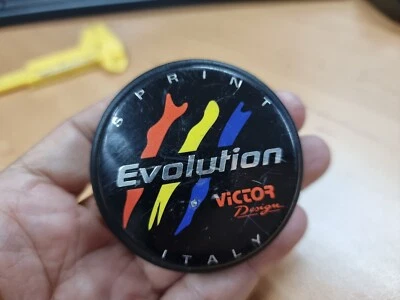 SPRINT
Evolution
VICTOR
Design
ITALY